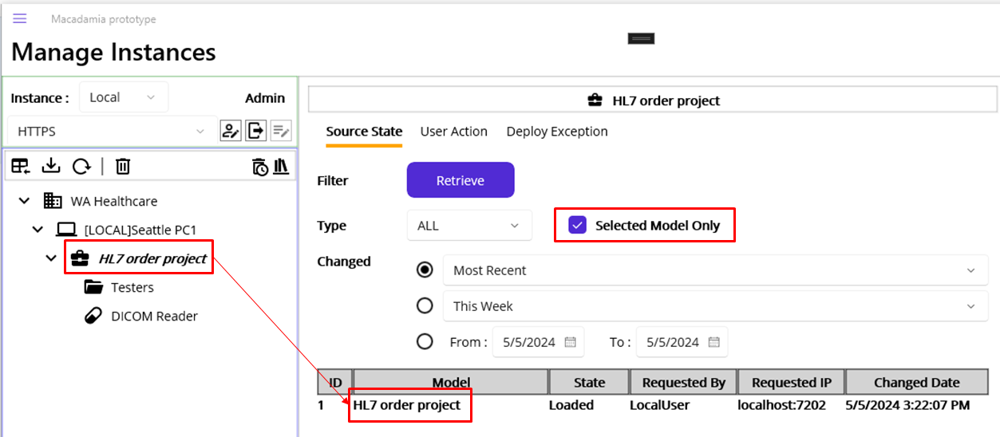 Macadamia prototype
Manage Instances
Instance :
Local
Admin
HTTPS
WA Healthcare
[LOCAL]Seattle PC1
HL7 order project
Testers
DICOM Reader
HL7 order project
Source State User Action Deploy Exception
Filter Retrieve
Type ALL Selected Model Only
Changed Most Recent
This Week
From : 5/5/2024 To : 5/5/2024
ID Model State Requested By Requested IP Changed Date
1 HL7 order project Loaded LocalUser localhost:7202 5/5/2024 3:22:07 PM